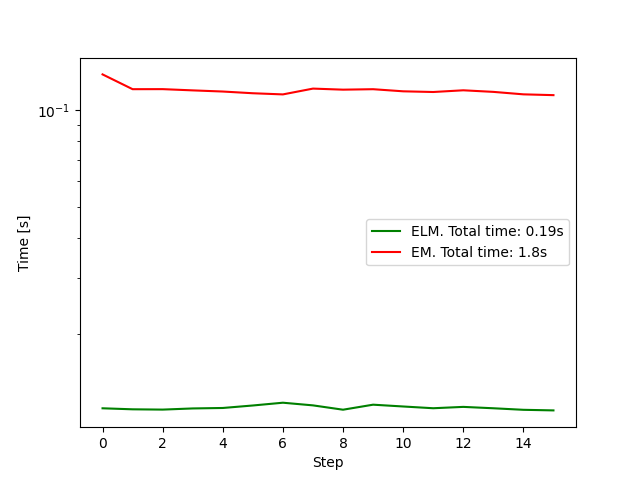 10⁻¹
Time [s]
ELM. Total time: 0.19s
EM. Total time: 1.8s
0 2 4 6 8 10 12 14
Step